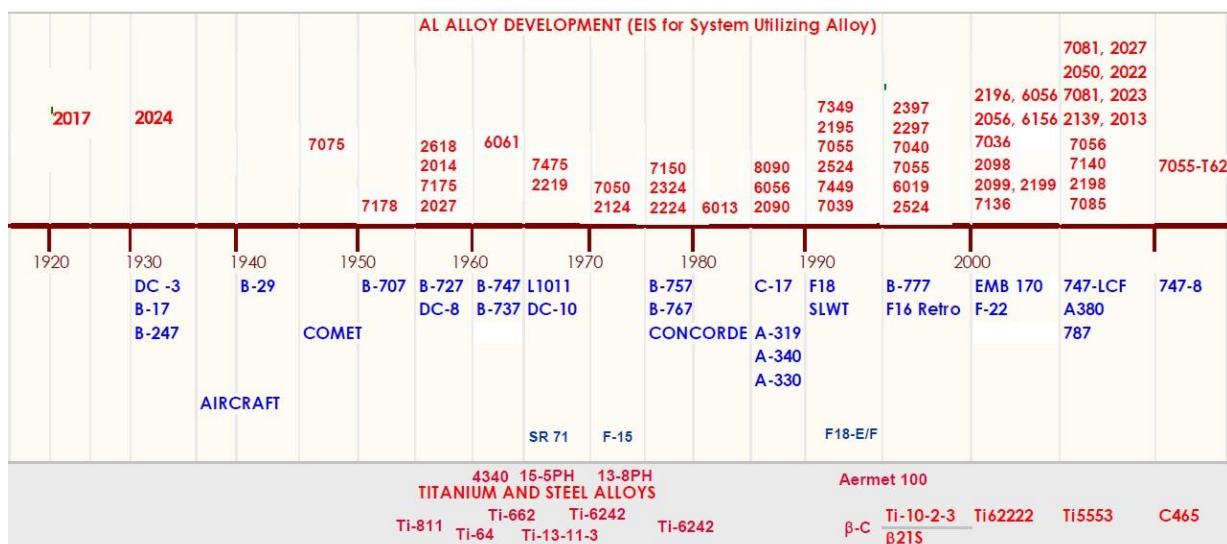 AL ALLOY DEVELOPMENT (EIS for System Utilizing Alloy)
7081, 2027
2050, 2022
2196, 6056 7081, 2023
2017 2024 7349 2397 2056, 6156 2139, 2013
7075 2618 6061 2195 2297 7036 7056
2014 7475 7150 8090 7055 7040 2098 7140 7055-T62
7175 2219 7050 2324 6056 2524 7055 2099, 2199 2198
7178 2027 2124 2224 6013 2090 7449 6019 7136 7085
7039 2524
1920 1930 1940 1950 1960 1970 1980 1990 2000
DC -3 B-29 B-707 B-727 B-747 L1011 B-757 C-17 F18 B-777 EMB 170 747-LCF 747-8
B-17 DC-8 B-737 DC-10 B-767 SLWT F16 Retro F-22 A380
B-247 COMET CONCORDE A-319 787
A-340
A-330
AIRCRAFT
SR 71 F-15 F18-E/F
4340 15-5PH 13-8PH Aermet 100
TITANIUM AND STEEL ALLOYS
Ti-662 Ti-6242 Ti-10-2-3 Ti62222 Ti5553 C465
Ti-811 Ti-64 Ti-13-11-3 Ti-6242 β-C β21S